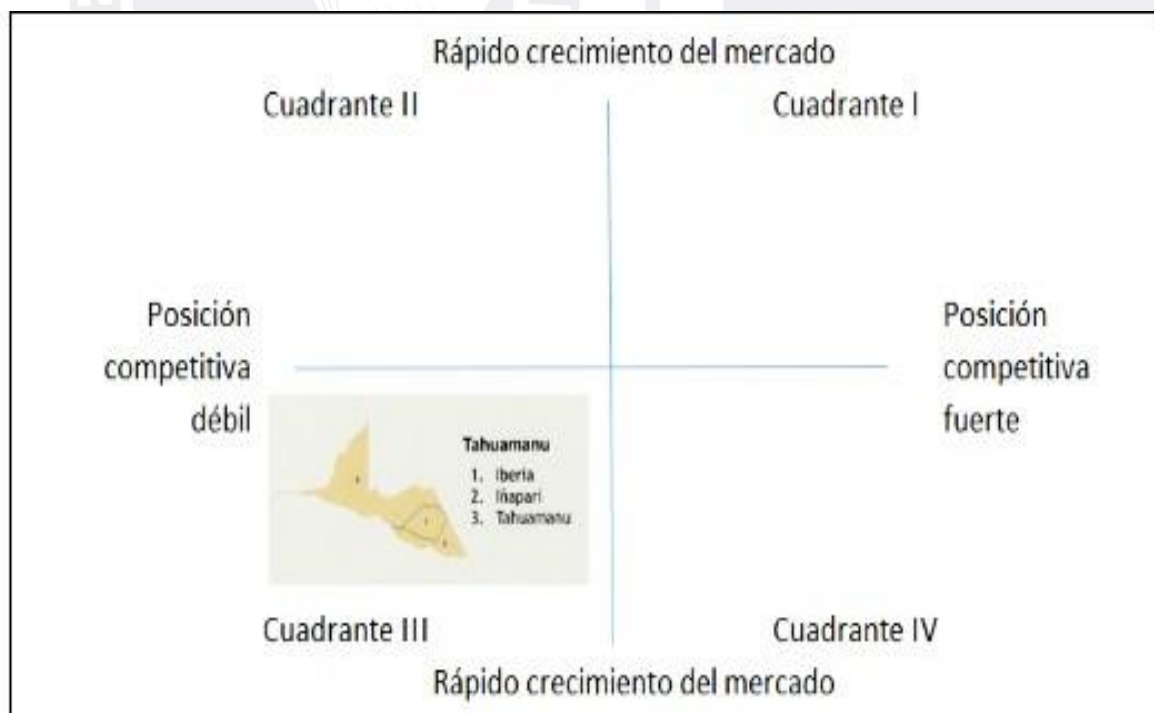 Rápido crecimiento del mercado
Cuadrante II
Cuadrante I
Posición
competitiva
débil
Posición
competitiva
fuerte
Tahuamanu
1. Iberia
2. Iñapari
3. Tahuamanu
Cuadrante III
Cuadrante IV
Rápido crecimiento del mercado